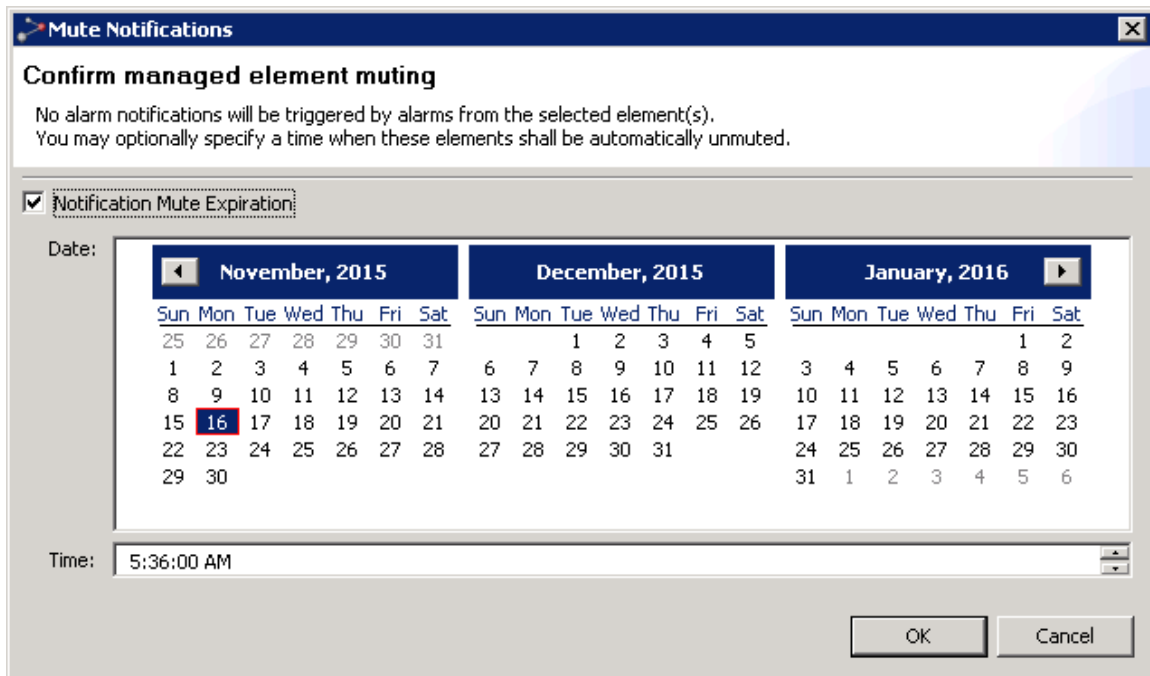 Mute Notifications
Confirm managed element muting
No alarm notifications will be triggered by alarms from the selected element(s).
You may optionally specify a time when these elements shall be automatically unmuted.
Notification Mute Expiration
Date:
November, 2015 December, 2015 January, 2016
Sun Mon Tue Wed Thu Fri Sat Sun Mon Tue Wed Thu Fri Sat Sun Mon Tue Wed Thu Fri Sat
25 26 27 28 29 30 31 1 2 3 4 5 1 2
1 2 3 4 5 6 7 6 7 8 9 10 11 12 3 4 5 6 7 8 9
8 9 10 11 12 13 14 13 14 15 16 17 18 19 10 11 12 13 14 15 16
15 16 17 18 19 20 21 20 21 22 23 24 25 26 17 18 19 20 21 22 23
22 23 24 25 26 27 28 27 28 29 30 31 24 25 26 27 28 29 30
29 30 31 1 2 3 4 5 6
Time: 5:36:00 AM
OK Cancel